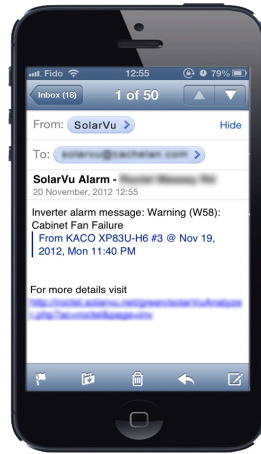 Fido 12:55 79%
Inbox (18) 1 of 50
From: SolarVu Hide
To:
SolarVu Alarm -
20 November, 2012 12:55
Inverter alarm message: Warning (W58):
Cabinet Fan Failure
From KACO XP83U-H6 #3 @ Nov 19,
2012, Mon 11:40 PM
For more details visit